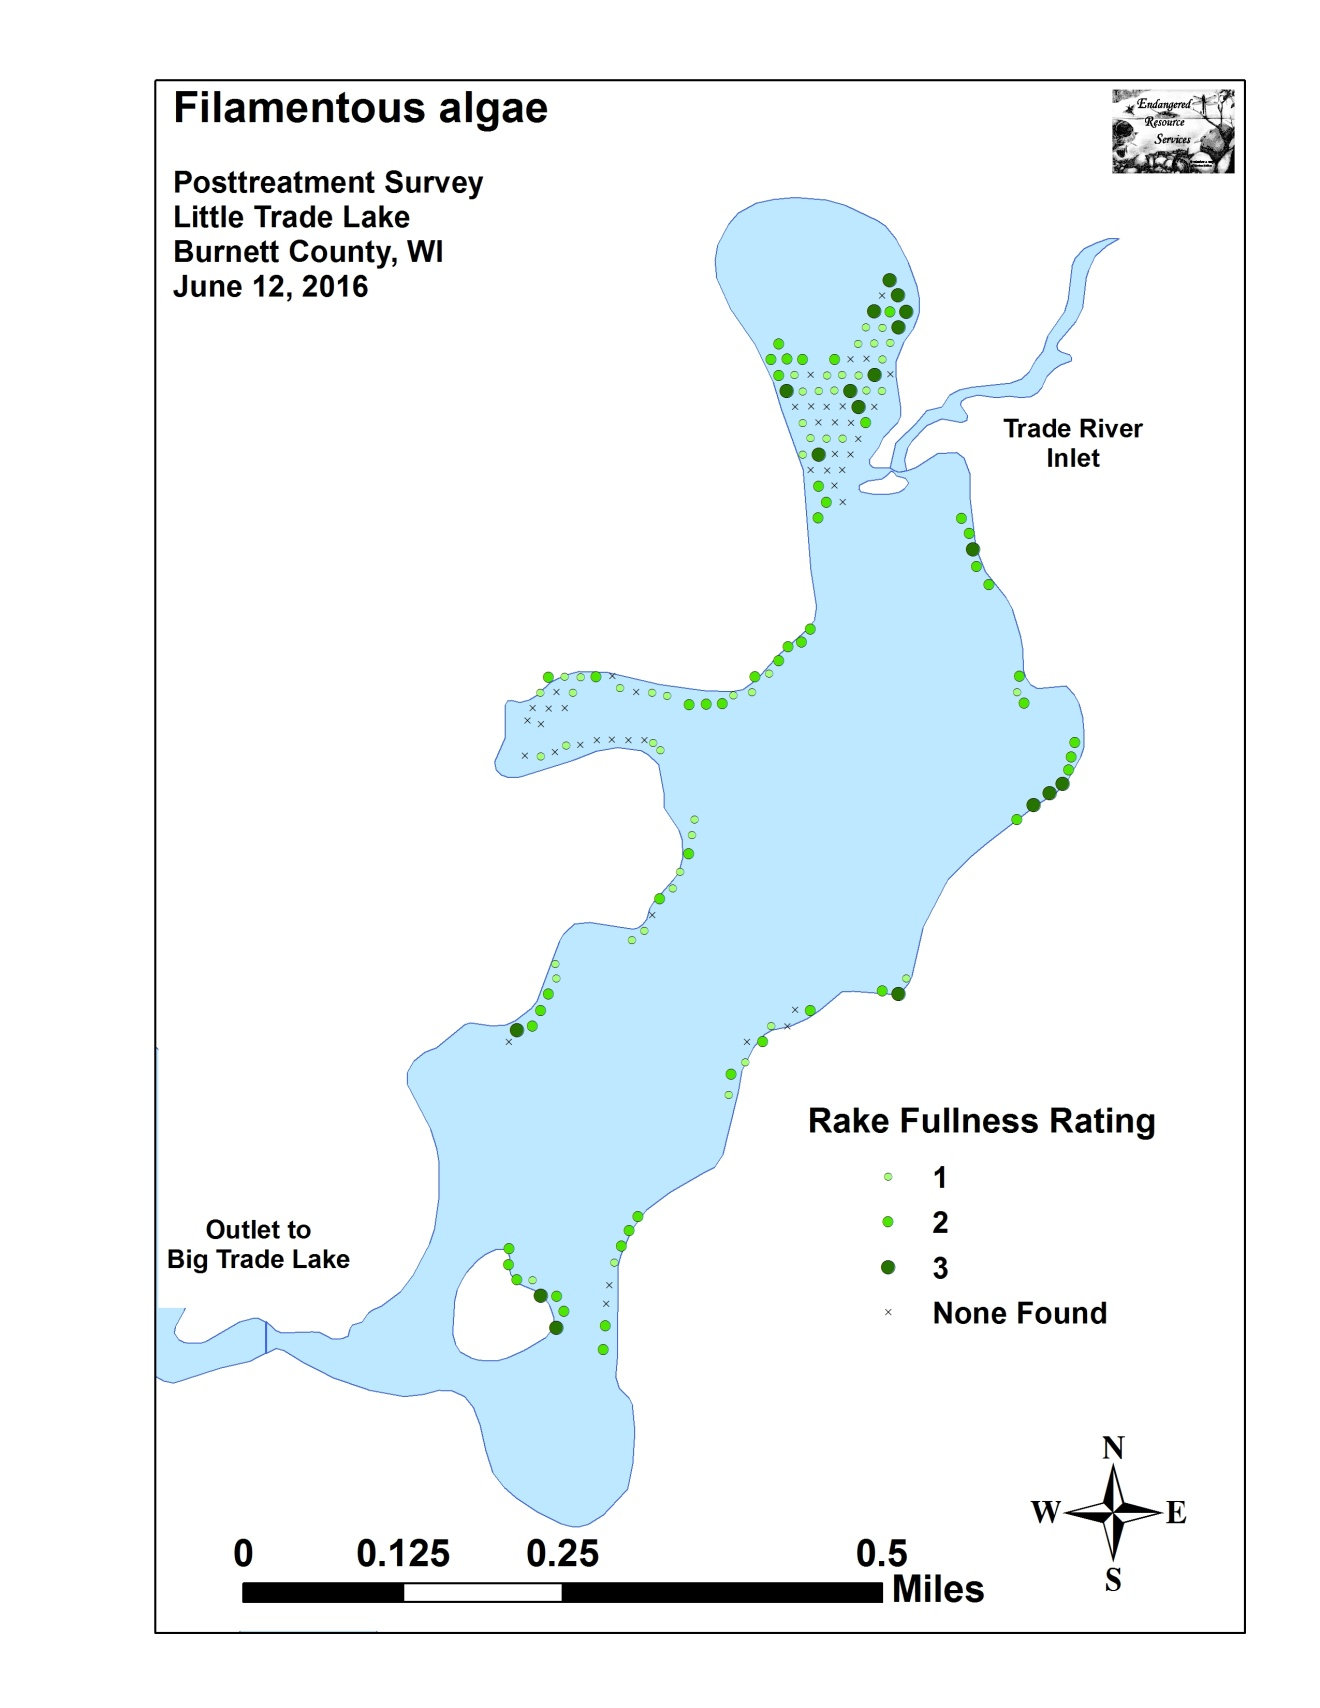 Filamentous algae
Posttreatment Survey
Little Trade Lake
Burnett County, WI
June 12, 2016
Endangered
Resource
Services
Trade River
Inlet
Rake Fullness Rating
1
2
3
None Found
Outlet to
Big Trade Lake
N
W E
S
0 0.125 0.25 0.5
Miles